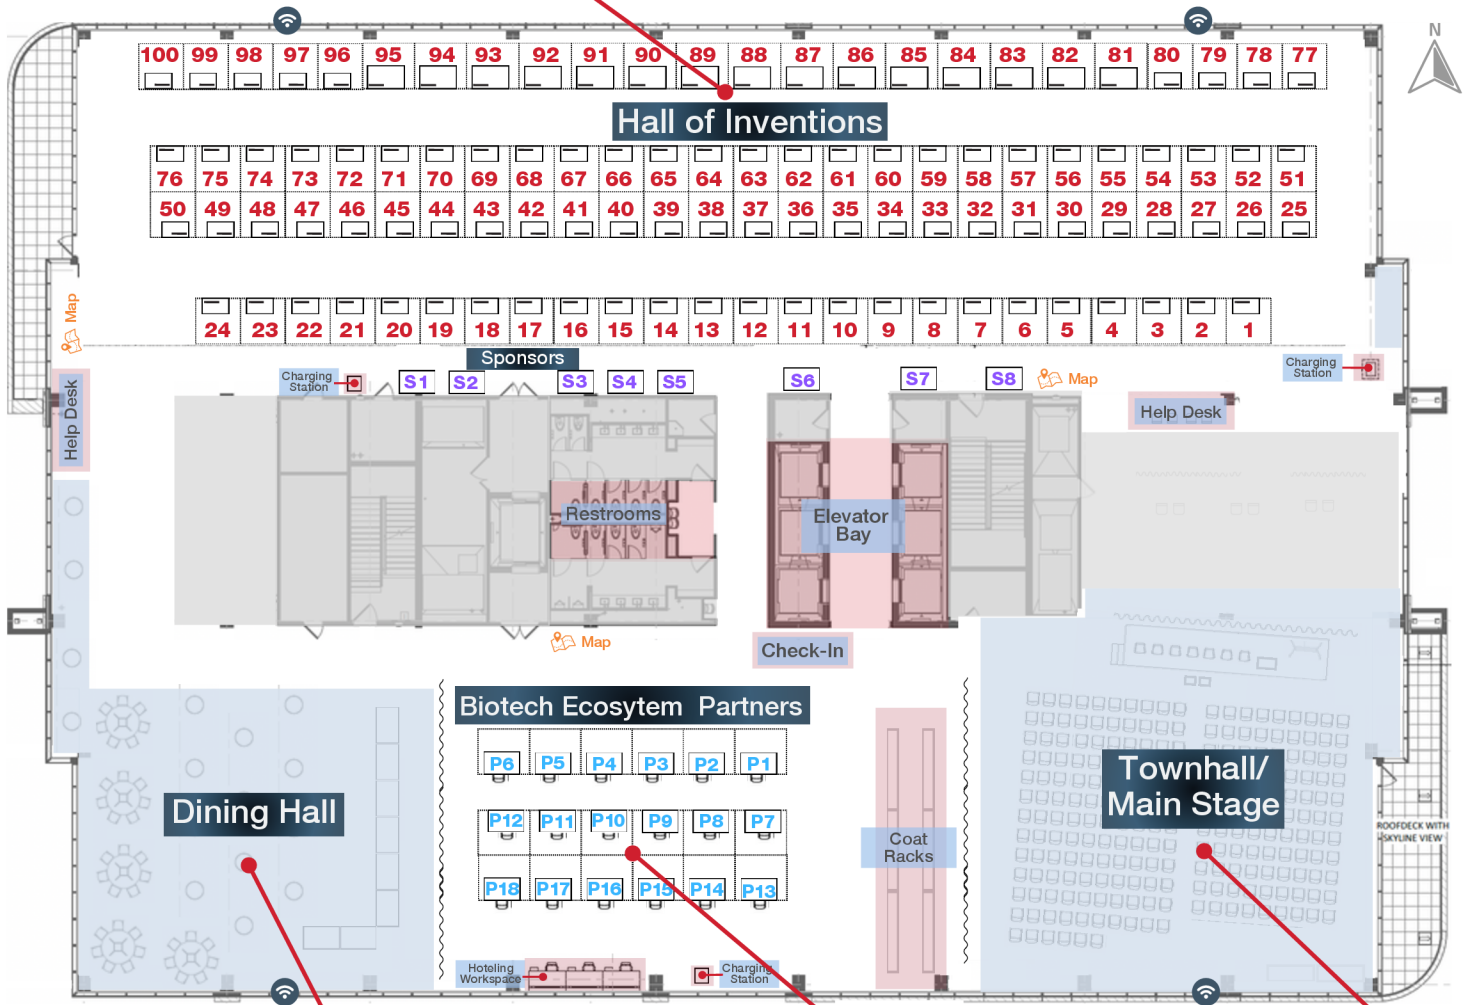 N
100 99 98 97 96 95 94 93 92 91 90 89 88 87 86 85 84 83 82 81 80 79 78 77
Hall of Inventions
76 75 74 73 72 71 70 69 68 67 66 65 64 63 62 61 60 59 58 57 56 55 54 53 52 51
50 49 48 47 46 45 44 43 42 41 40 39 38 37 36 35 34 33 32 31 30 29 28 27 26 25
Map
24 23 22 21 20 19 18 17 16 15 14 13 12 11 10 9 8 7 6 5 4 3 2 1
Sponsors
Charging
Station
S1 S2 S3 S4 S5 S6 S7 S8
Map
Charging
Station
Help Desk
Help Desk
Restrooms
Elevator
Bay
Map
Check-In
Biotech Ecosytem Partners
P6 P5 P4 P3 P2 P1
P12 P11 P10 P9 P8 P7
P18 P17 P16 P15 P14 P13
Dining Hall
Coat
Racks
Townhall/
Main Stage
ROOFDECK WITH
SKYLINE VIEW
Hoteling
Workspace
Charging
Station